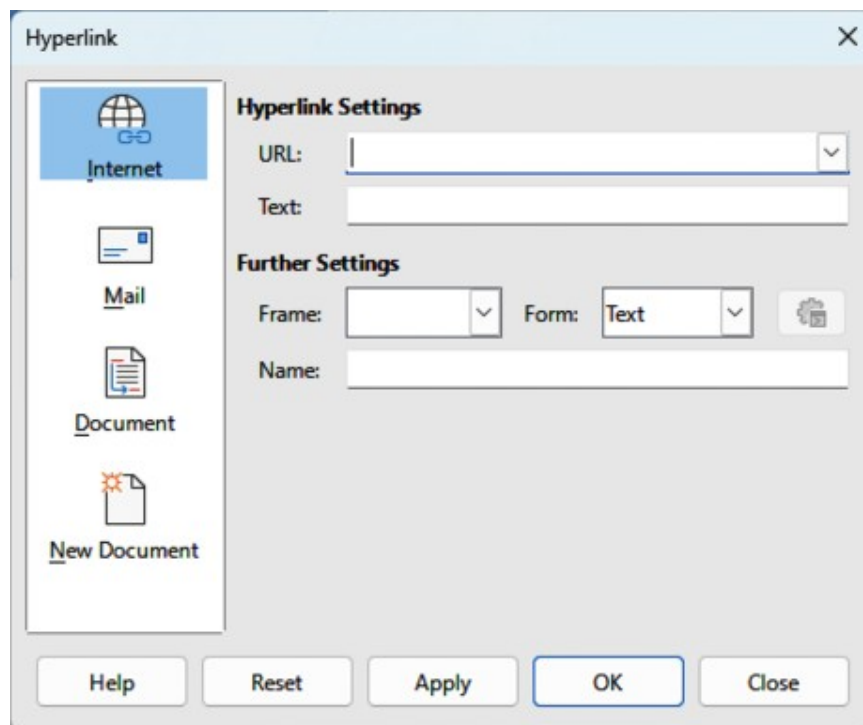 Hyperlink
Internet
Mail
Document
New Document
Hyperlink Settings
URL:
Text:
Further Settings
Frame: Form: Text
Name:
Help Reset Apply OK Close